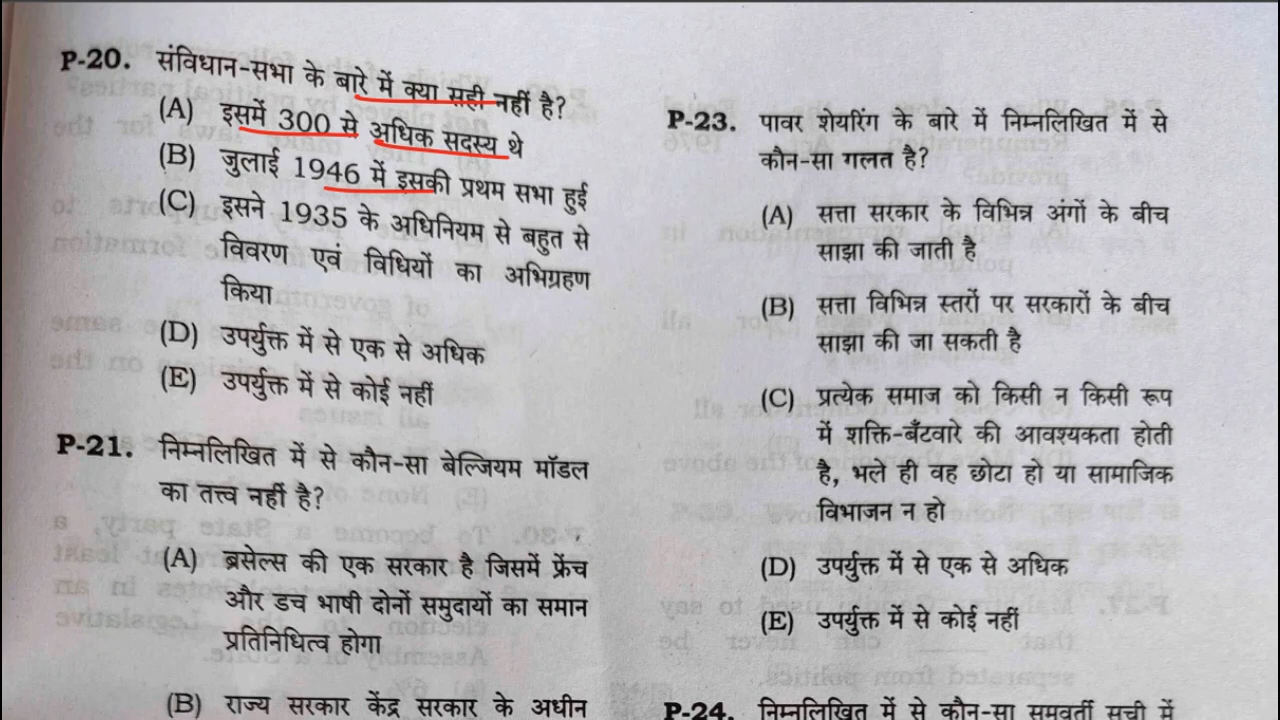 P-20. संविधान-सभा के बारे में क्या सही नहीं है?
(A) इसमें 300 से अधिक सदस्य थे
(B) जुलाई 1946 में इसकी प्रथम सभा हुई
(C) इसने 1935 के अधिनियम से बहुत से
विवरण एवं विधियों का अभिग्रहण
किया
(D) उपर्युक्त में से एक से अधिक
(E) उपर्युक्त में से कोई नहीं
P-21. निम्नलिखित में से कौन-सा बेल्जियम मॉडल
का तत्त्व नहीं है?
(A) ब्रसेल्स की एक सरकार है जिसमें फ्रेंच
और डच भाषी दोनों समुदायों का समान
प्रतिनिधित्व होगा
(B) राज्य सरकार केंद्र सरकार के अधीन
P-23. पावर शेयरिंग के बारे में निम्नलिखित में से
कौन-सा गलत है?
(A) सत्ता सरकार के विभिन्न अंगों के बीच
साझा की जाती है
(B) सत्ता विभिन्न स्तरों पर सरकारों के बीच
साझा की जा सकती है
(C) प्रत्येक समाज को किसी न किसी रूप
में शक्ति-बँटवारे की आवश्यकता होती
है, भले ही वह छोटा हो या सामाजिक
विभाजन न हो
(D) उपर्युक्त में से एक से अधिक
(E) उपर्युक्त में से कोई नहीं
P-24. निम्नलिखित में से कौन-सा समवर्ती सूची में